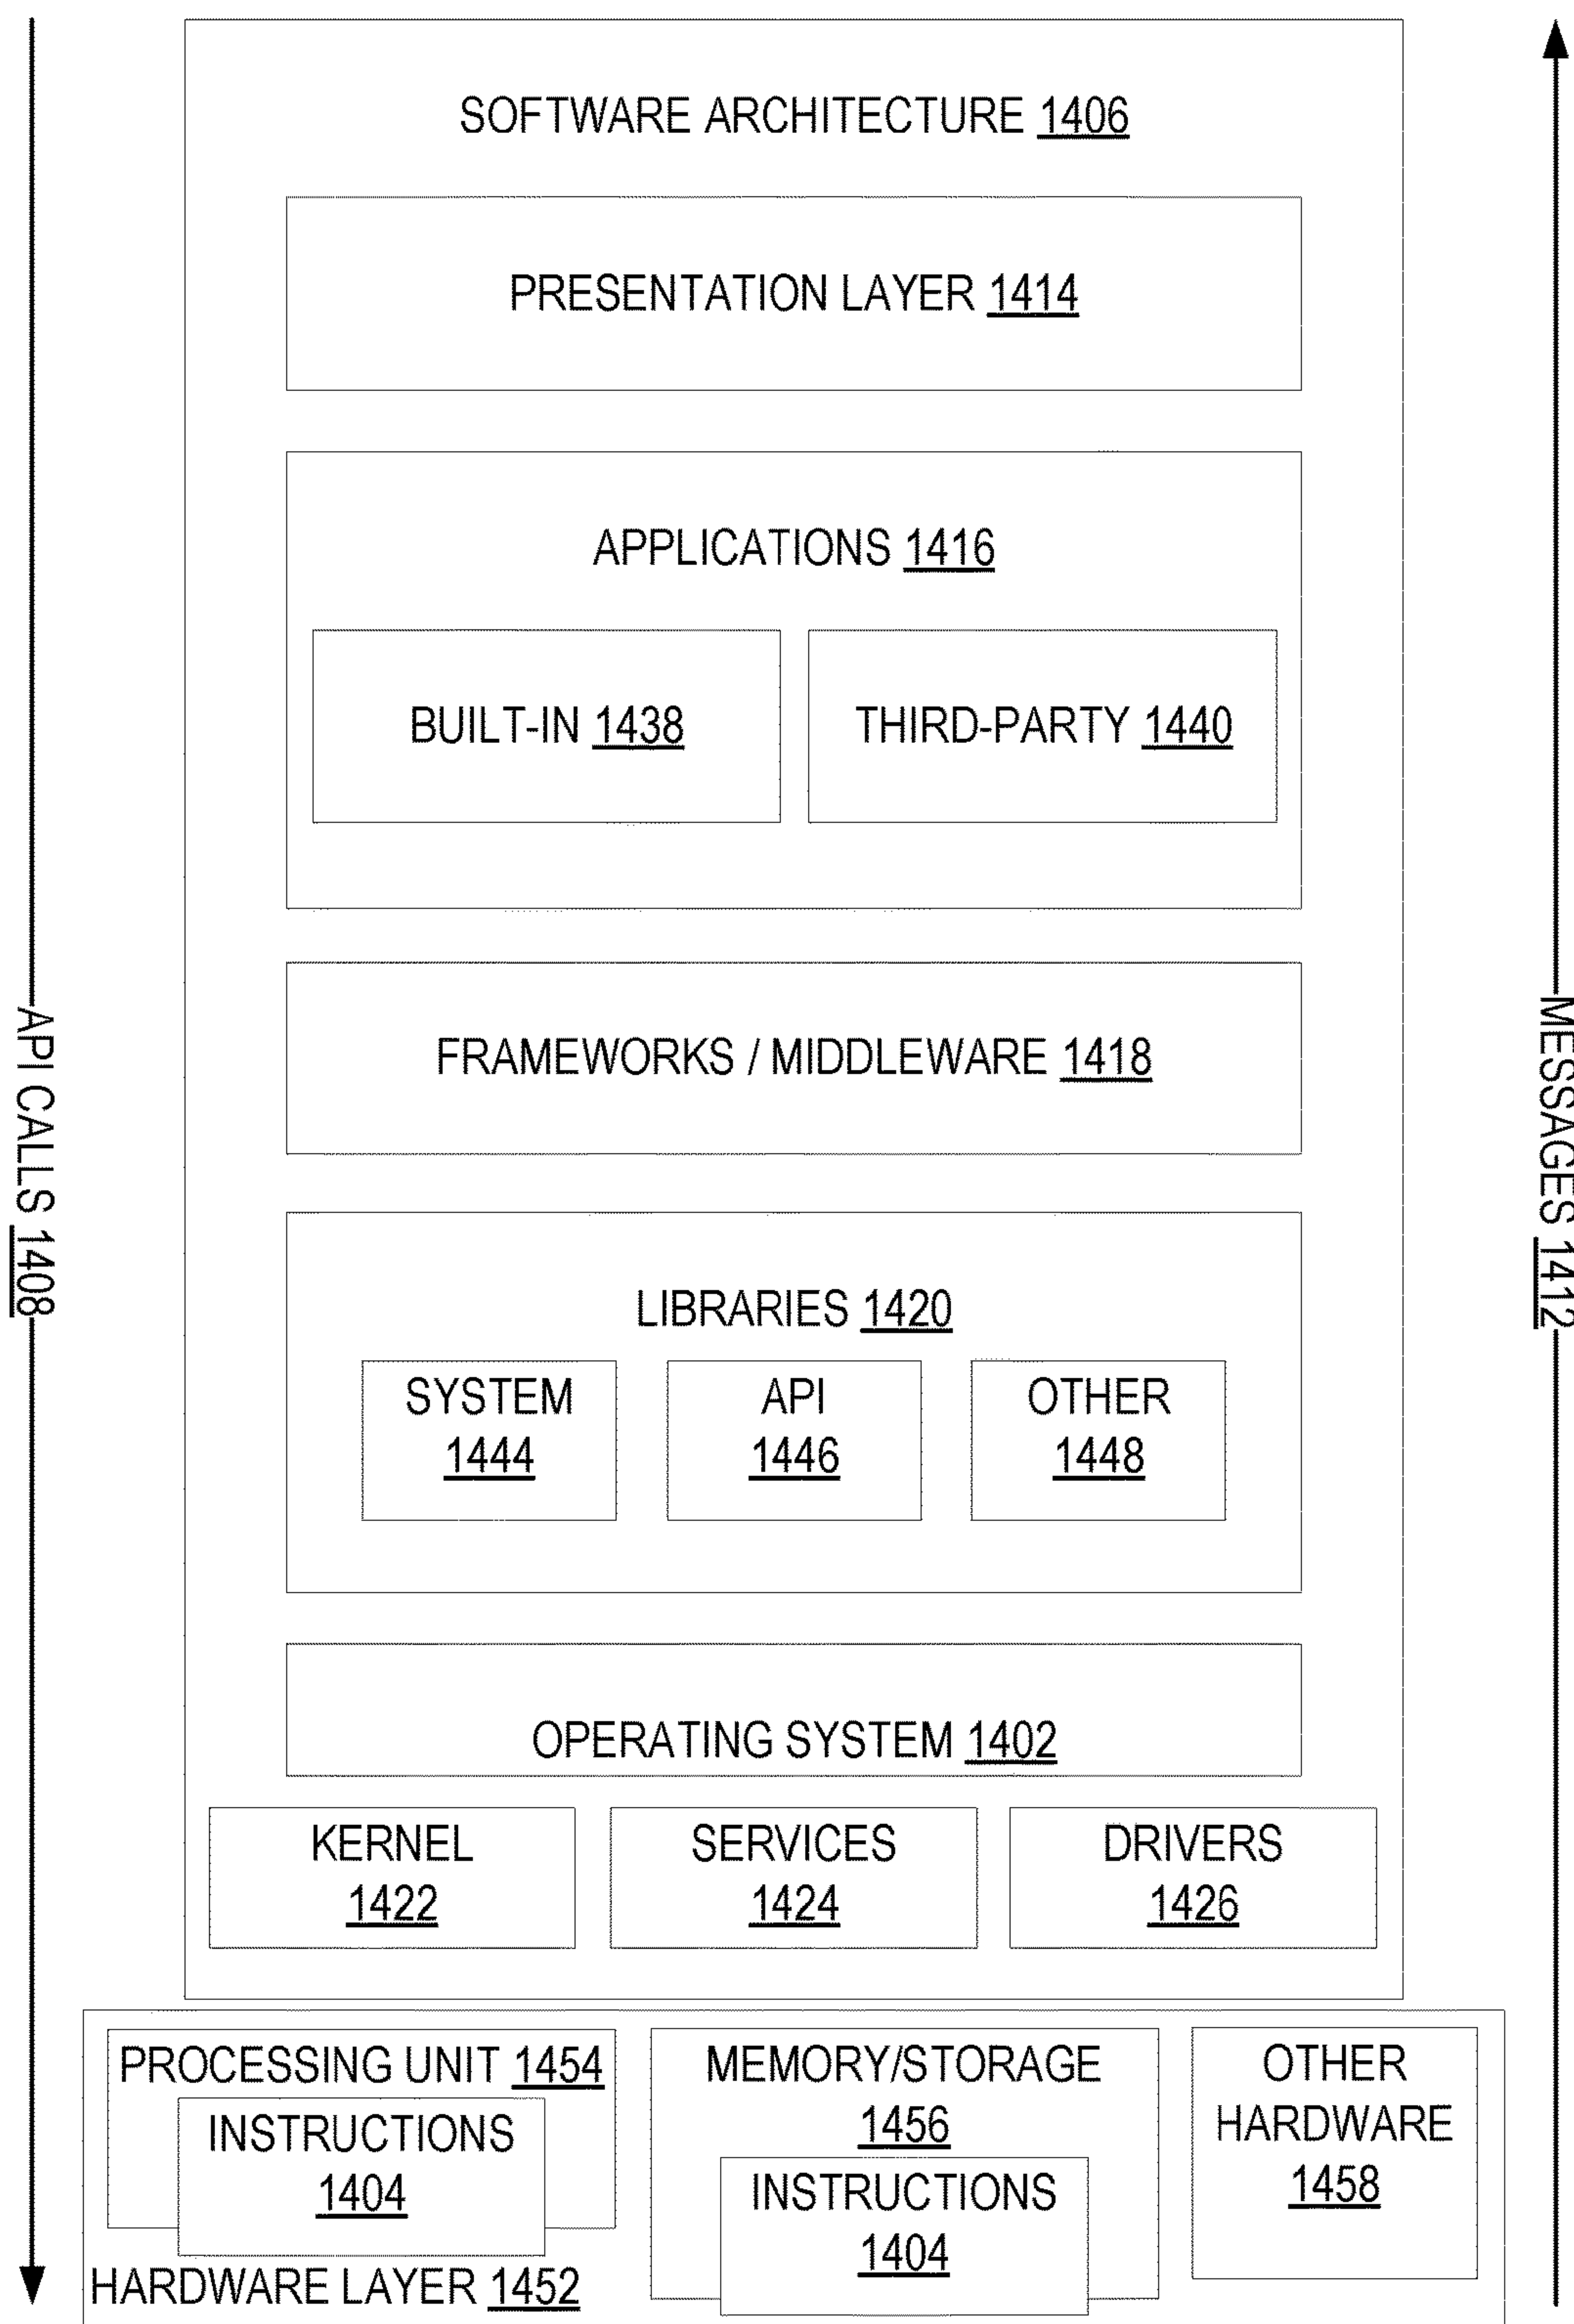 SOFTWARE ARCHITECTURE 1406
PRESENTATION LAYER 1414
APPLICATIONS 1416
BUILT-IN 1438
THIRD-PARTY 1440
FRAMEWORKS / MIDDLEWARE 1418
API CALLS 1408
MESSAGES 1412
LIBRARIES 1420
SYSTEM
1444
API
1446
OTHER
1448
OPERATING SYSTEM 1402
KERNEL
1422
SERVICES
1424
DRIVERS
1426
PROCESSING UNIT 1454
INSTRUCTIONS
1404
MEMORY/STORAGE
1456
INSTRUCTIONS
1404
OTHER
HARDWARE
1458
HARDWARE LAYER 1452